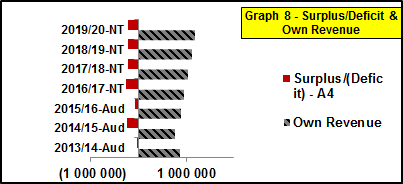 Graph 8 - Surplus/Deficit &
Own Revenue
2019/20-NT
2018/19-NT
2017/18-NT
2016/17-NT
2015/16-Aud
2014/15-Aud
2013/14-Aud
(1 000 000)
1 000 000
Surplus/(Defic
it) - A4
Own Revenue